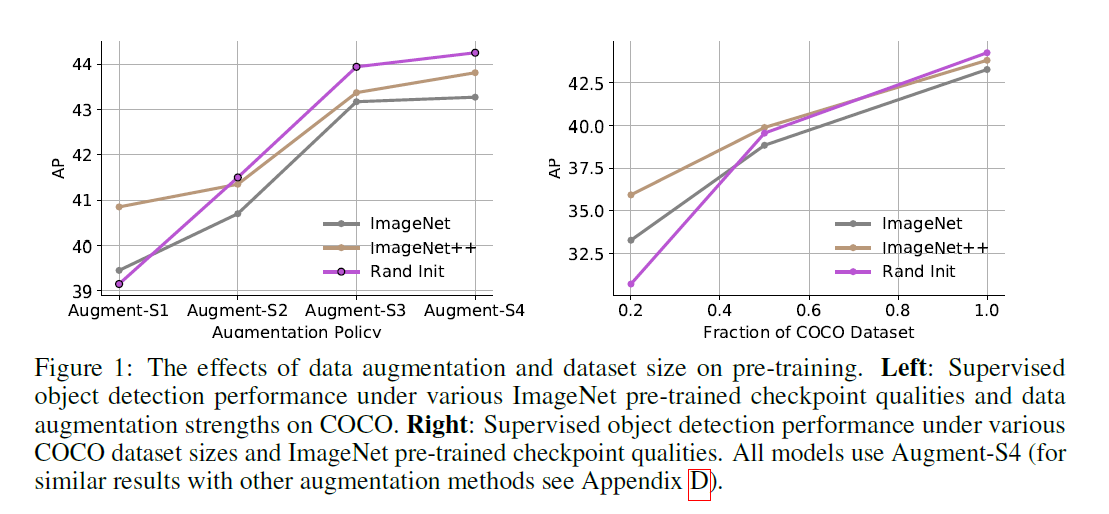 44
43
42
41
40
39
AP
ImageNet
ImageNet++
Rand Init
Augment-S1 Augment-S2 Augment-S3 Augment-S4
Augmentation Policy
42.5
40.0
37.5
35.0
32.5
AP
ImageNet
ImageNet++
Rand Init
0.2 0.4 0.6 0.8 1.0
Fraction of COCO Dataset
Figure 1: The effects of data augmentation and dataset size on pre-training. Left: Supervised
object detection performance under various ImageNet pre-trained checkpoint qualities and data
augmentation strengths on COCO. Right: Supervised object detection performance under various
COCO dataset sizes and ImageNet pre-trained checkpoint qualities. All models use Augment-S4 (for
similar results with other augmentation methods see Appendix D).